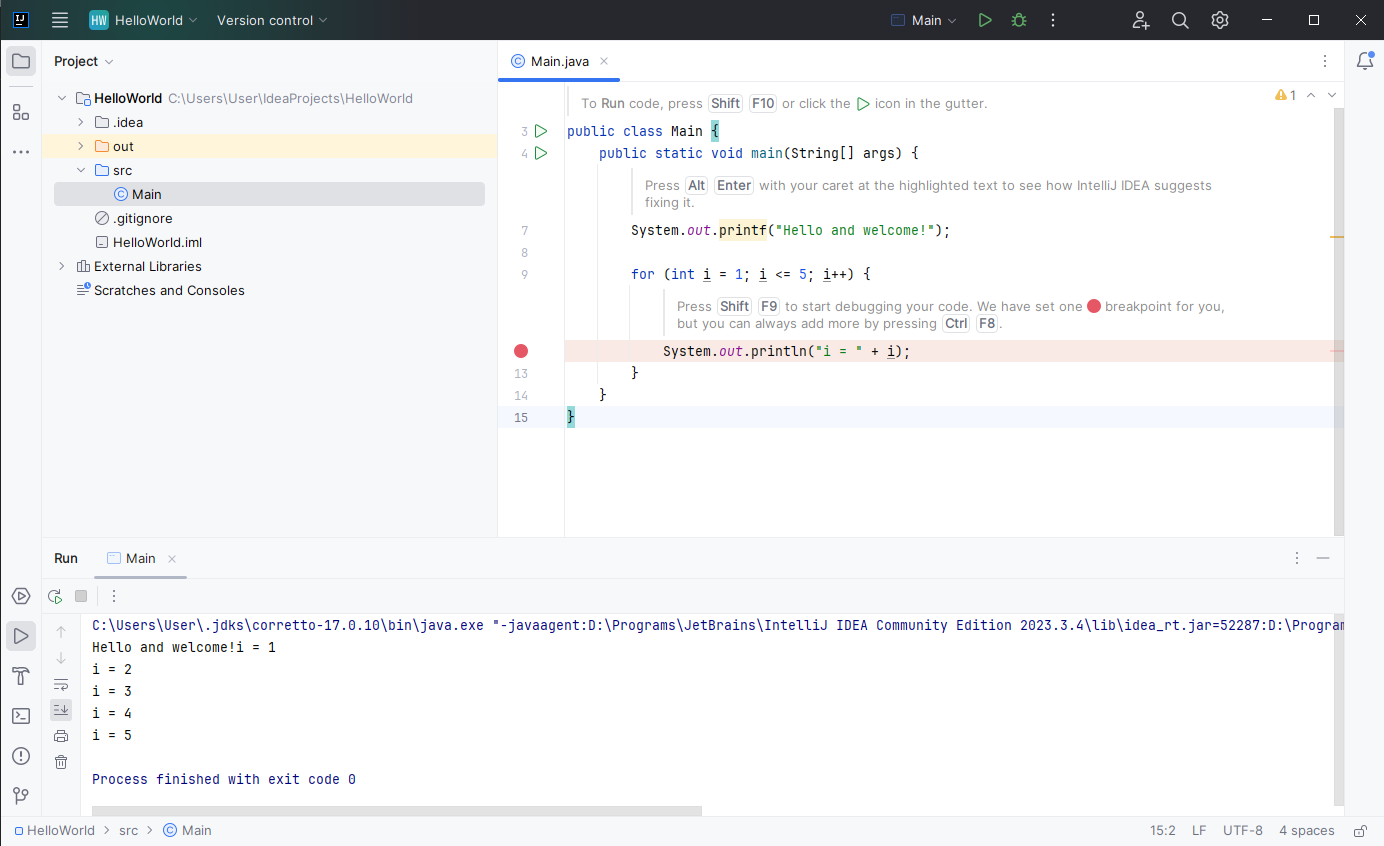 HW HelloWorld Version control Main
Project
HelloWorld C:\Users\User\IdeaProjects\HelloWorld
.idea
out
src
Main
.gitignore
HelloWorld.iml
External Libraries
Scratches and Consoles
Main.java
1
To Run code, press Shift F10 or click the icon in the gutter.
3 public class Main {
4 public static void main(String[] args) {
Press Alt Enter with your caret at the highlighted text to see how IntelliJ IDEA suggests
fixing it.
7 System.out.printf("Hello and welcome!");
8
9 for (int i = 1; i <= 5; i++) {
Press Shift F9 to start debugging your code. We have set one breakpoint for you,
but you can always add more by pressing Ctrl F8.
System.out.println("i = " + i);
13 }
14 }
15 }
Run Main
C:\Users\User\.jdks\corretto-17.0.10\bin\java.exe "-javaagent:D:\Programs\JetBrains\IntelliJ IDEA Community Edition 2023.3.4\lib\idea_rt.jar=52287:D:\Program
Hello and welcome!i = 1
i = 2
i = 3
i = 4
i = 5
Process finished with exit code 0
HelloWorld > src > Main 15:2 LF UTF-8 4 spaces